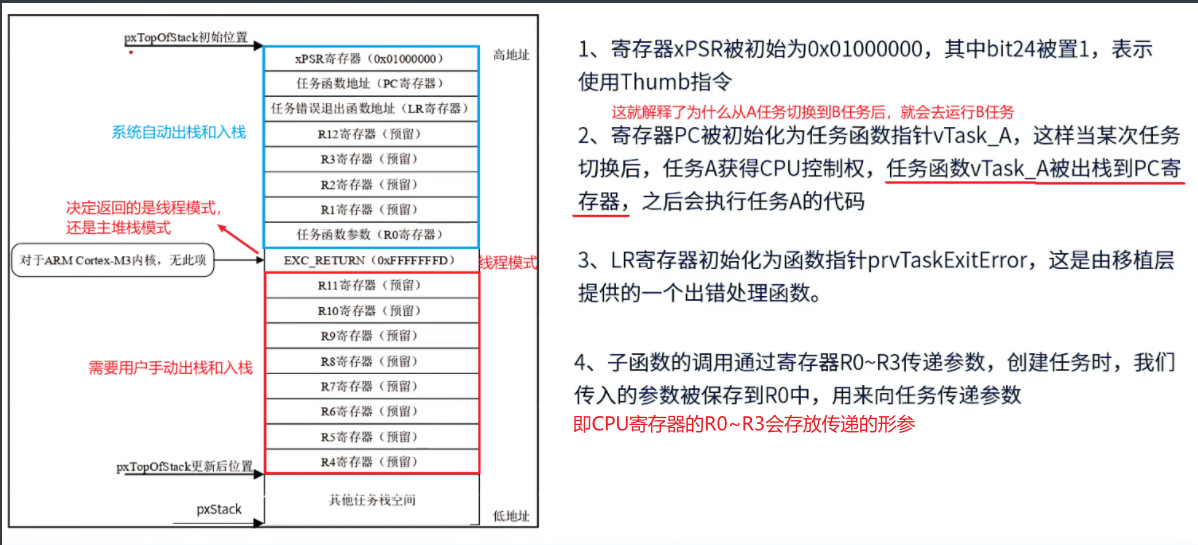 pxTopOfStack初始位置
高地址
xPSR寄存器（0x01000000）
任务函数地址（PC寄存器）
任务错误退出函数地址（LR寄存器）
R12寄存器（预留）
R3寄存器（预留）
R2寄存器（预留）
R1寄存器（预留）
任务函数参数（R0寄存器）
系统自动出栈和入栈
决定返回的是线程模式，
还是主堆栈模式
对于ARM Cortex-M3内核，无此项
EXC_RETURN（0xFFFFFFFD）
线程模式
R11寄存器（预留）
R10寄存器（预留）
R9寄存器（预留）
R8寄存器（预留）
R7寄存器（预留）
R6寄存器（预留）
R5寄存器（预留）
R4寄存器（预留）
需要用户手动出栈和入栈
pxTopOfStack更新后位置
其他任务栈空间
pxStack
低地址
1、寄存器xPSR被初始为0x01000000，其中bit24被置1，表示
使用Thumb指令
这就解释了为什么从A任务切换到B任务后，就会去运行B任务
2、寄存器PC被初始化为任务函数指针vTask_A，这样当某次任务
切换后，任务A获得CPU控制权，任务函数vTask_A被出栈到PC寄
存器，之后会执行任务A的代码
3、LR寄存器初始化为函数指针prvTaskExitError，这是由移植层
提供的一个出错处理函数。
4、子函数的调用通过寄存器R0~R3传递参数，创建任务时，我们
传入的参数被保存到R0中，用来向任务传递参数
即CPU寄存器的R0~R3会存放传递的形参